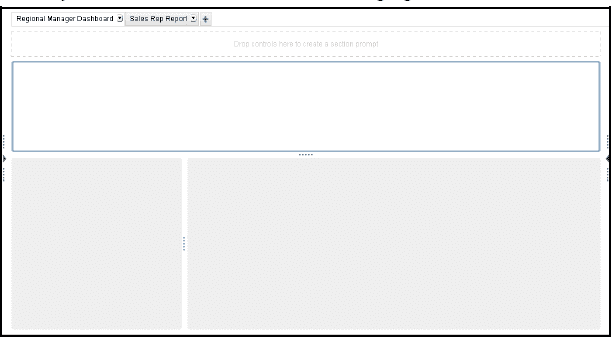 Regional Manager Dashboard
Sales Rep Report
Drop controls here to create a section prompt